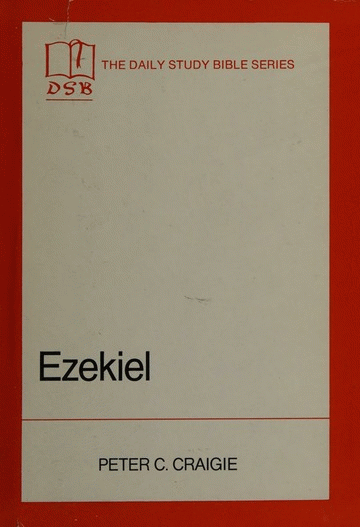 THE DAILY STUDY BIBLE SERIES
DSB
Ezekiel
PETER C. CRAIGIE